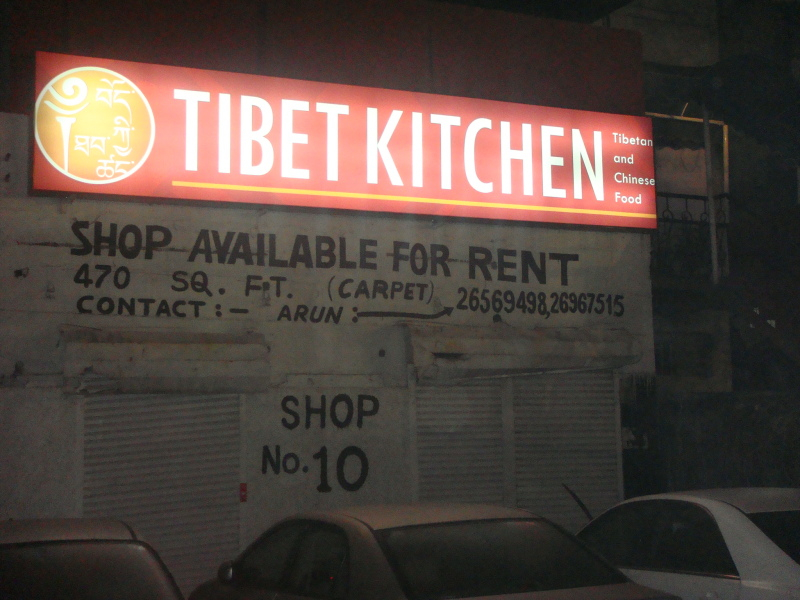 TIBET KITCHEN
Tibetan
and
Chinese
Food
SHOP AVAILABLE FOR RENT
470 SQ. FT. (CARPET)
CONTACT :- ARUN : 26569498,26967515
SHOP
No. 10